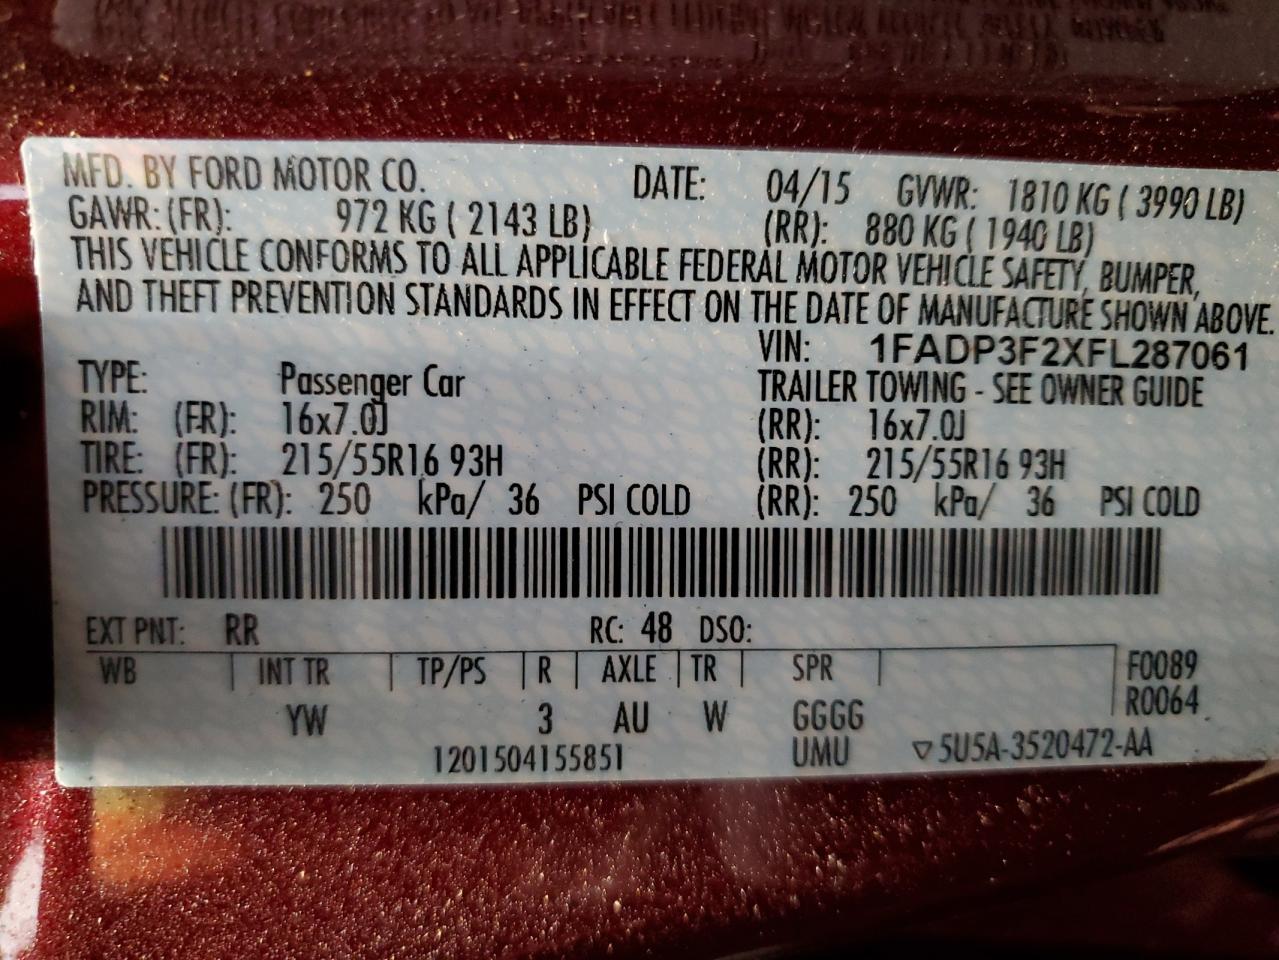 MFD. BY FORD MOTOR CO. DATE: 04/15 GVWR: 1810 KG ( 3990 LB)
GAWR: (FR): 972 KG ( 2143 LB) (RR): 880 KG ( 1940 LB)
THIS VEHICLE CONFORMS TO ALL APPLICABLE FEDERAL MOTOR VEHICLE SAFETY, BUMPER,
AND THEFT PREVENTION STANDARDS IN EFFECT ON THE DATE OF MANUFACTURE SHOWN ABOVE.
VIN: 1FADP3F2XFL287061
TYPE: Passenger Car TRAILER TOWING - SEE OWNER GUIDE
RIM: (FR): 16x7.0J (RR): 16x7.0J
TIRE: (FR): 215/55R16 93H (RR): 215/55R16 93H
PRESSURE: (FR): 250 kPa/ 36 PSI COLD (RR): 250 kPa/ 36 PSI COLD
EXT PNT: RR RC: 48 DSO:
WB INT TR TP/PS R AXLE TR SPR F0089
YW 3 AU W GGGG R0064
1201504155851 UMU ▽5U5A-3520472-AA